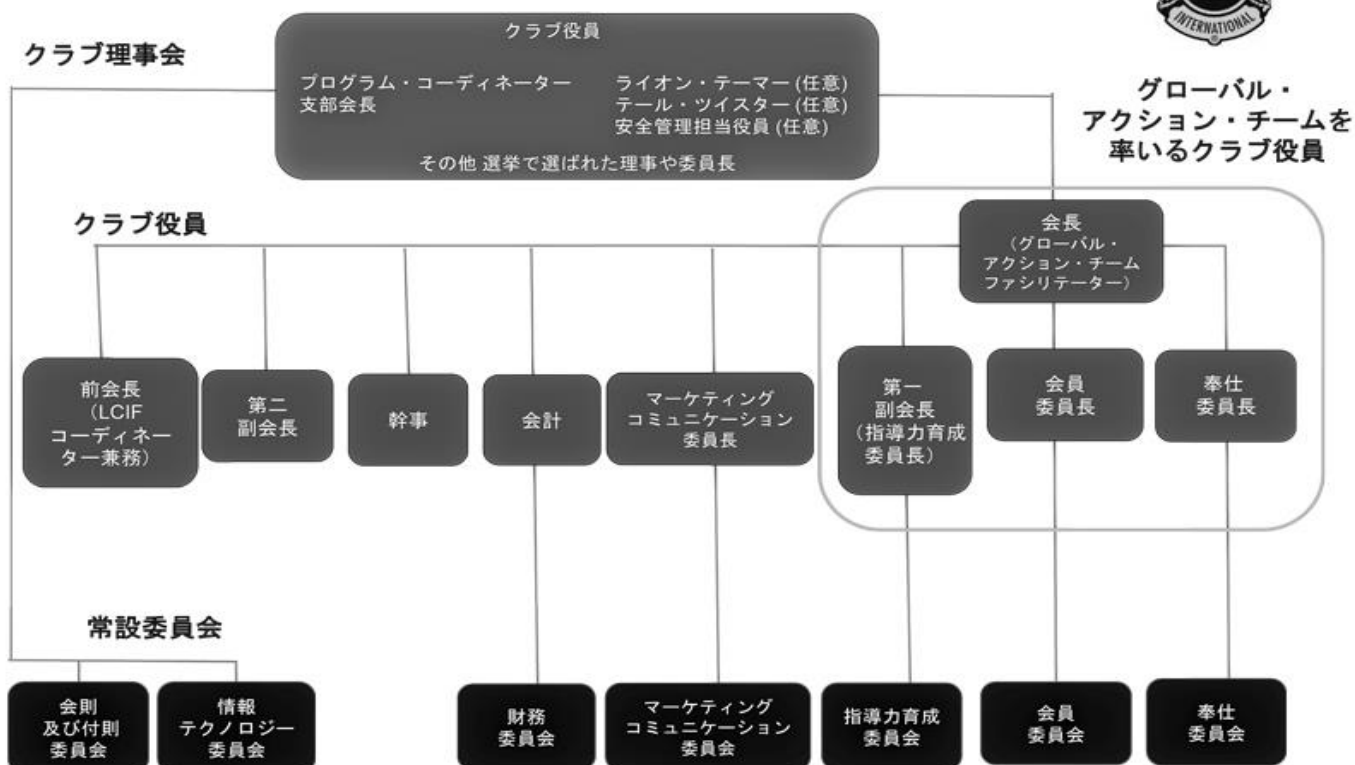 INTERNATIONAL
®
クラブ理事会
クラブ役員
プログラム・コーディネーター
支部会長
ライオン・テーマー (任意)
テール・ツイスター (任意)
安全管理担当役員 (任意)
その他 選挙で選ばれた理事や委員長
グローバル・
アクション・チームを
率いるクラブ役員
クラブ役員
会長
（グローバル・
アクション・チーム
ファシリテーター）
前会長
（LCIF
コーディネー
ター兼務）
第二
副会長
幹事
会計
マーケティング
コミュニケーション
委員長
第一
副会長
（指導力育成
委員長）
会員
委員長
奉仕
委員長
常設委員会
会則
及び付則
委員会
情報
テクノロジー
委員会
財務
委員会
マーケティング
コミュニケーション
委員会
指導力育成
委員会
会員
委員会
奉仕
委員会